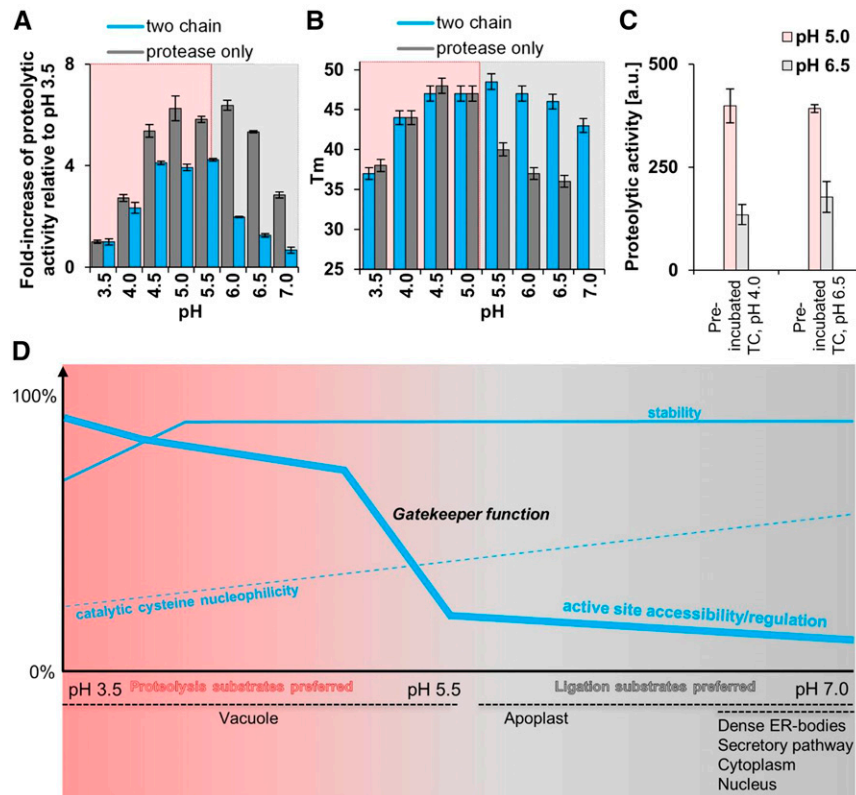 A
two chain
protease only
Fold-increase of proteolytic
activity relative to pH 3.5
8
4
0
3.5
4.0
4.5
5.0
5.5
6.0
6.5
7.0
pH
B
two chain
protease only
Tm
50
45
40
35
30
25
3.5
4.0
4.5
5.0
5.5
6.0
6.5
7.0
pH
C
pH 5.0
pH 6.5
Proteolytic activity [a.u.]
500
250
0
Pre-
incubated
TC, pH 4.0
Pre-
incubated
TC, pH 6.5
D
100%
stability
Gatekeeper function
catalytic cysteine nucleophilicity
active site accessibility/regulation
0%
pH 3.5 Proteolysis substrates preferred pH 5.5 Ligation substrates preferred pH 7.0
Vacuole
Apoplast
Dense ER-bodies
Secretory pathway
Cytoplasm
Nucleus